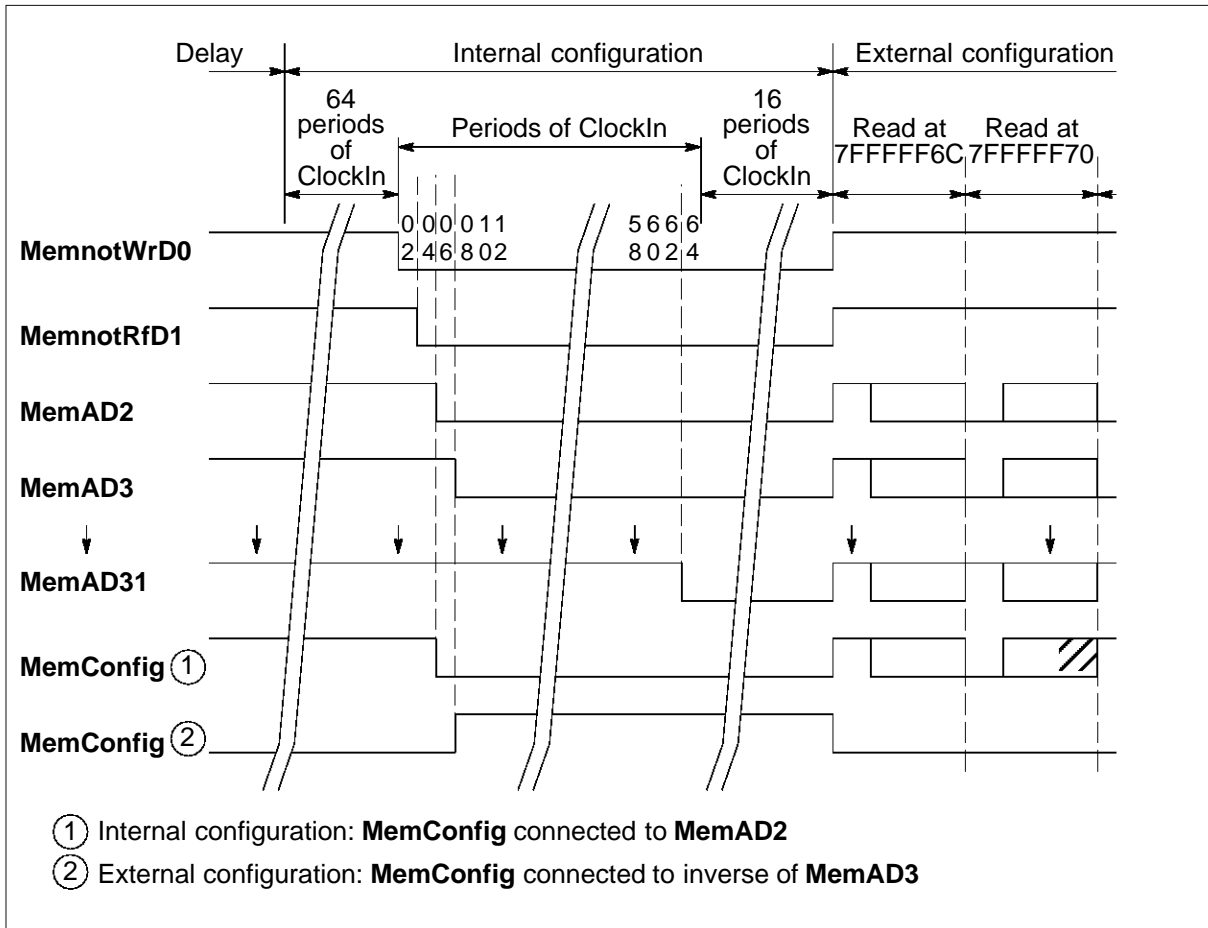 Delay Internal configuration External configuration
64 periods of ClockIn
Periods of ClockIn
16 periods of ClockIn
Read at 7FFFFF6C
Read at 7FFFFF70
0 0 0 0 1 1 5 6 6 6
2 4 6 8 0 2 8 0 2 4
MemnotWrD0
MemnotRfD1
MemAD2
MemAD3
MemAD31
MemConfig 1
MemConfig 2
1 Internal configuration: MemConfig connected to MemAD2
2 External configuration: MemConfig connected to inverse of MemAD3